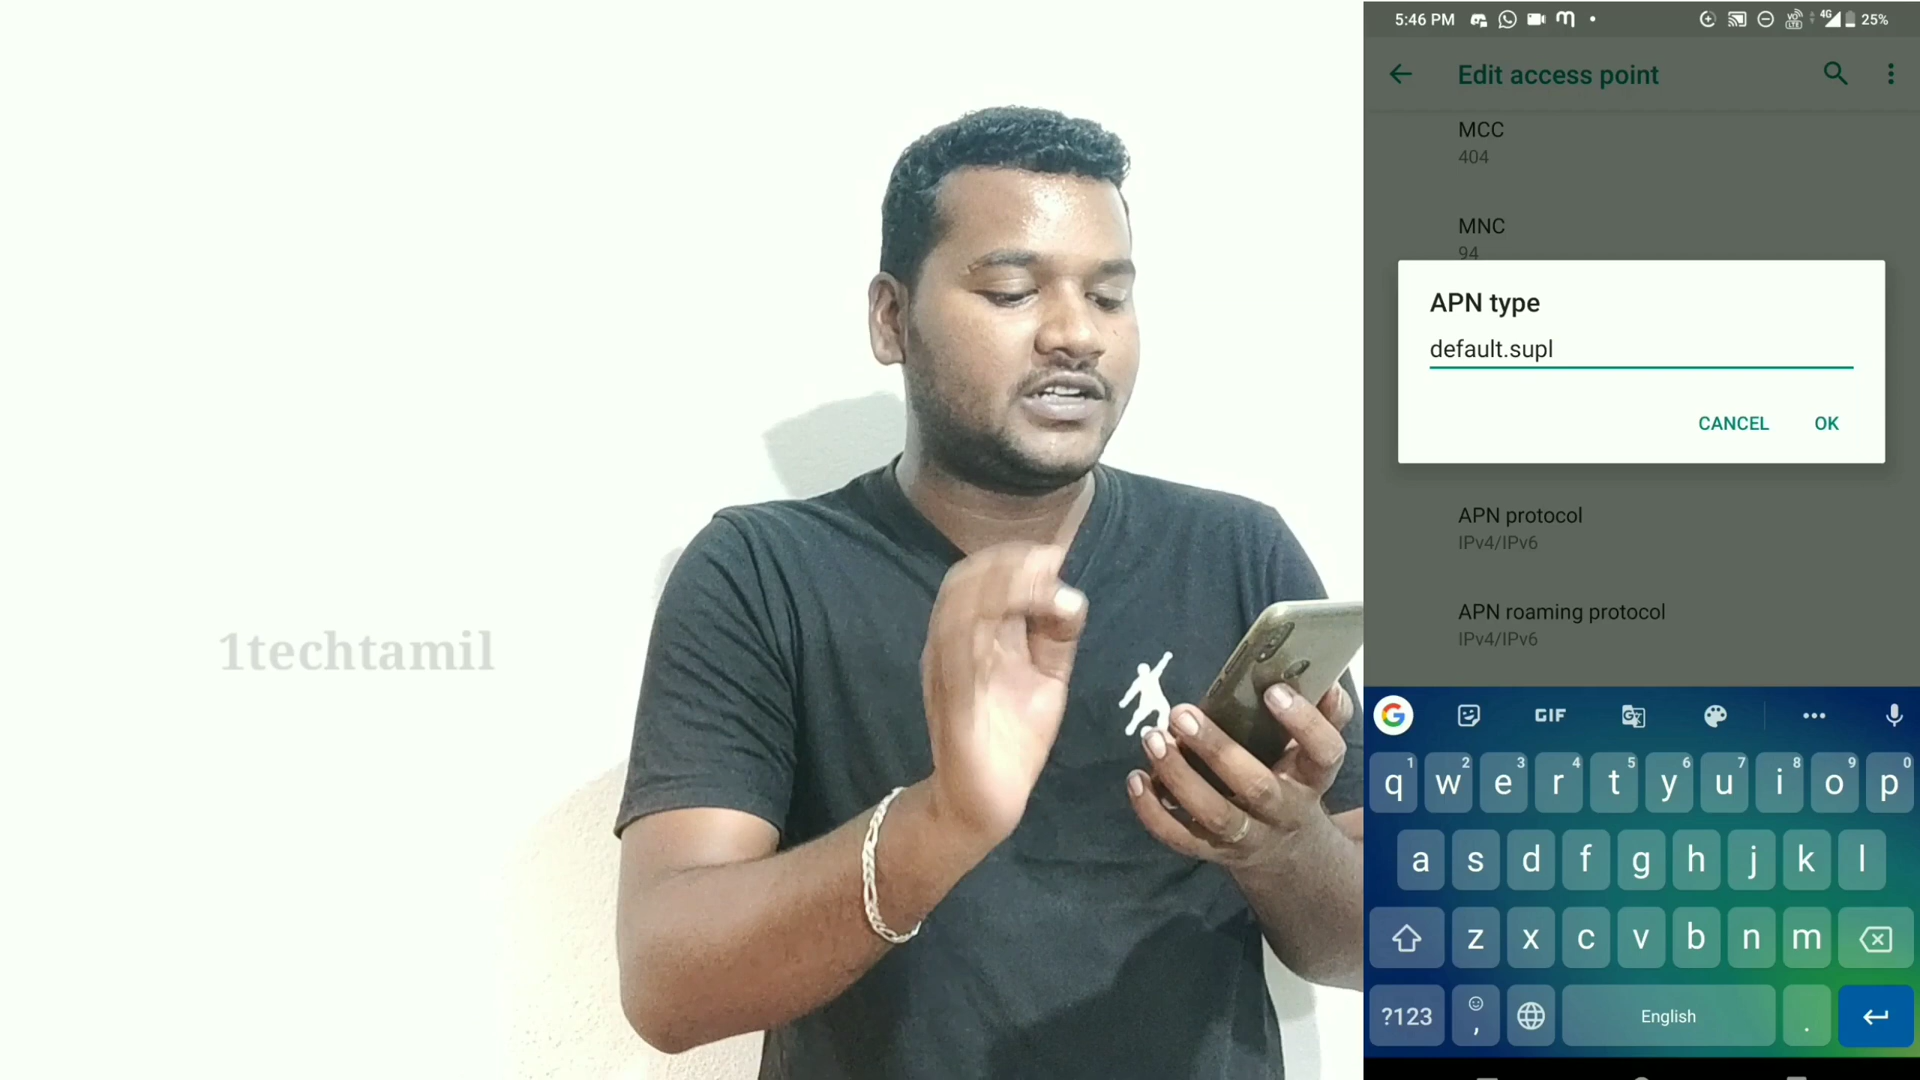 5:46 PM 4G 25%
Edit access point
MCC
404
MNC
94
APN type
default.supl
CANCEL OK
APN protocol
IPv4/IPv6
APN roaming protocol
IPv4/IPv6
1techtamil
G GIF
1 2 3 4 5 6 7 8 9 0
q w e r t y u i o p
a s d f g h j k l
z x c v b n m
?123 , English .